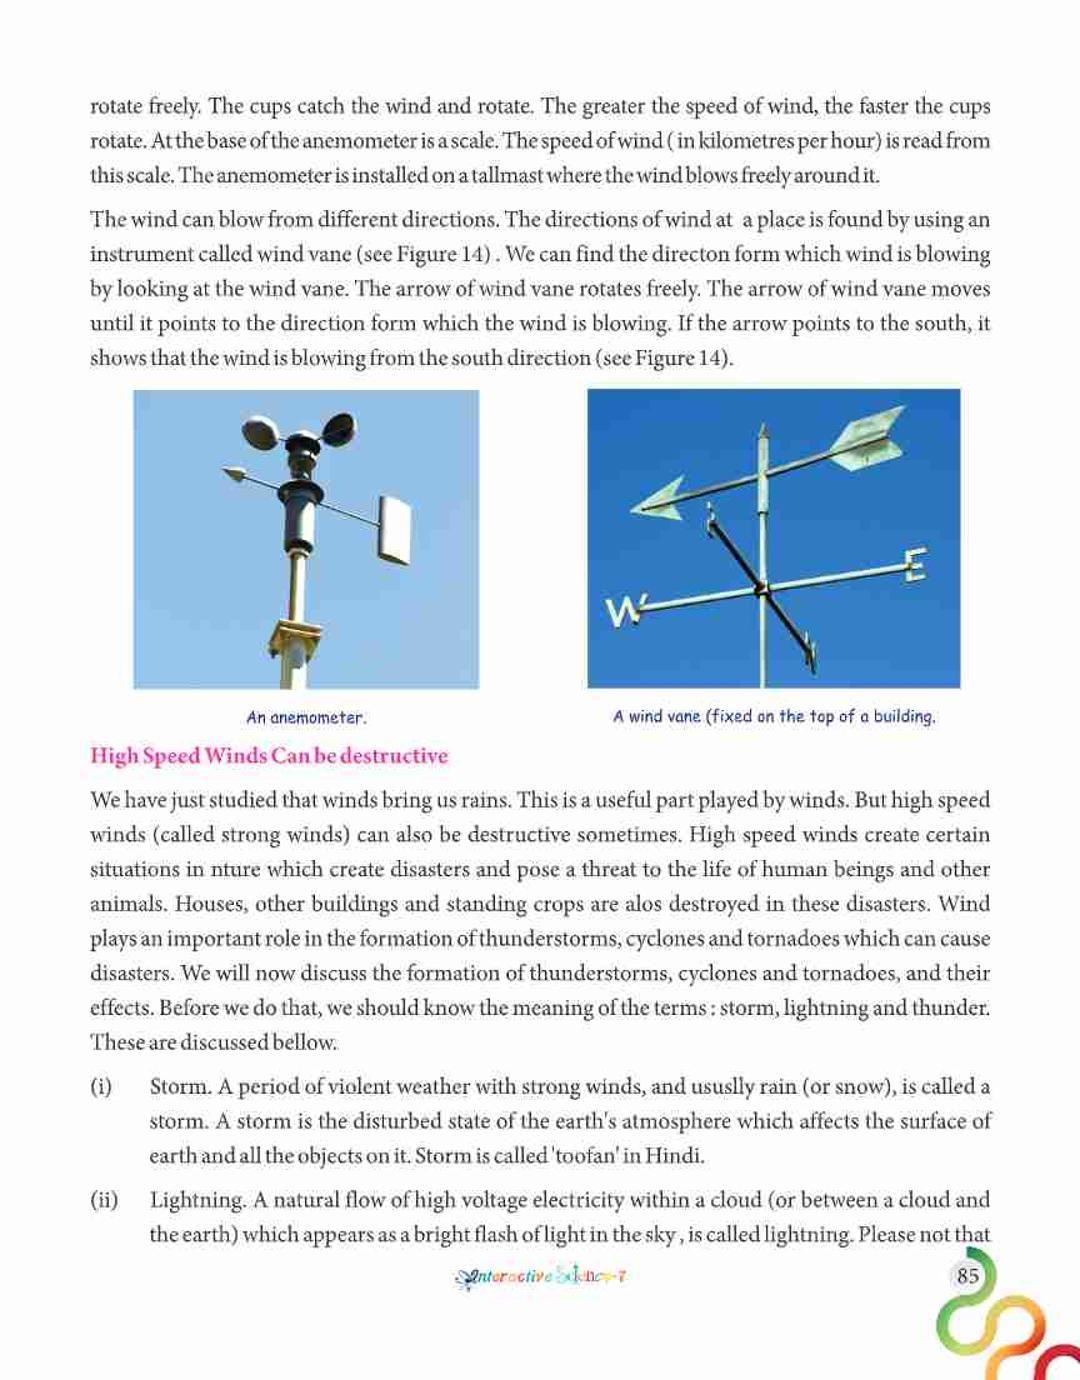 rotate freely. The cups catch the wind and rotate. The greater the speed of wind, the faster the cups
rotate. At the base of the anemometer is a scale. The speed of wind ( in kilometres per hour) is read from
this scale. The anemometer is installed on a tall mast where the wind blows freely around it.
The wind can blow from different directions. The directions of wind at a place is found by using an
instrument called wind vane (see Figure 14) . We can find the directon form which wind is blowing
by looking at the wind vane. The arrow of wind vane rotates freely. The arrow of wind vane moves
until it points to the direction form which the wind is blowing. If the arrow points to the south, it
shows that the wind is blowing from the south direction (see Figure 14).
W E
An anemometer.
A wind vane (fixed on the top of a building.
High Speed Winds Can be destructive
We have just studied that winds bring us rains. This is a useful part played by winds. But high speed
winds (called strong winds) can also be destructive sometimes. High speed winds create certain
situations in nture which create disasters and pose a threat to the life of human beings and other
animals. Houses, other buildings and standing crops are alos destroyed in these disasters. Wind
plays an important role in the formation of thunderstorms, cyclones and tornadoes which can cause
disasters. We will now discuss the formation of thunderstorms, cyclones and tornadoes, and their
effects. Before we do that, we should know the meaning of the terms : storm, lightning and thunder.
These are discussed bellow.
(i) Storm. A period of violent weather with strong winds, and ususlly rain (or snow), is called a
storm. A storm is the disturbed state of the earth's atmosphere which affects the surface of
earth and all the objects on it. Storm is called 'toofan' in Hindi.
(ii) Lightning. A natural flow of high voltage electricity within a cloud (or between a cloud and
the earth) which appears as a bright flash of light in the sky , is called lightning. Please not that
Interactive Science-7
85